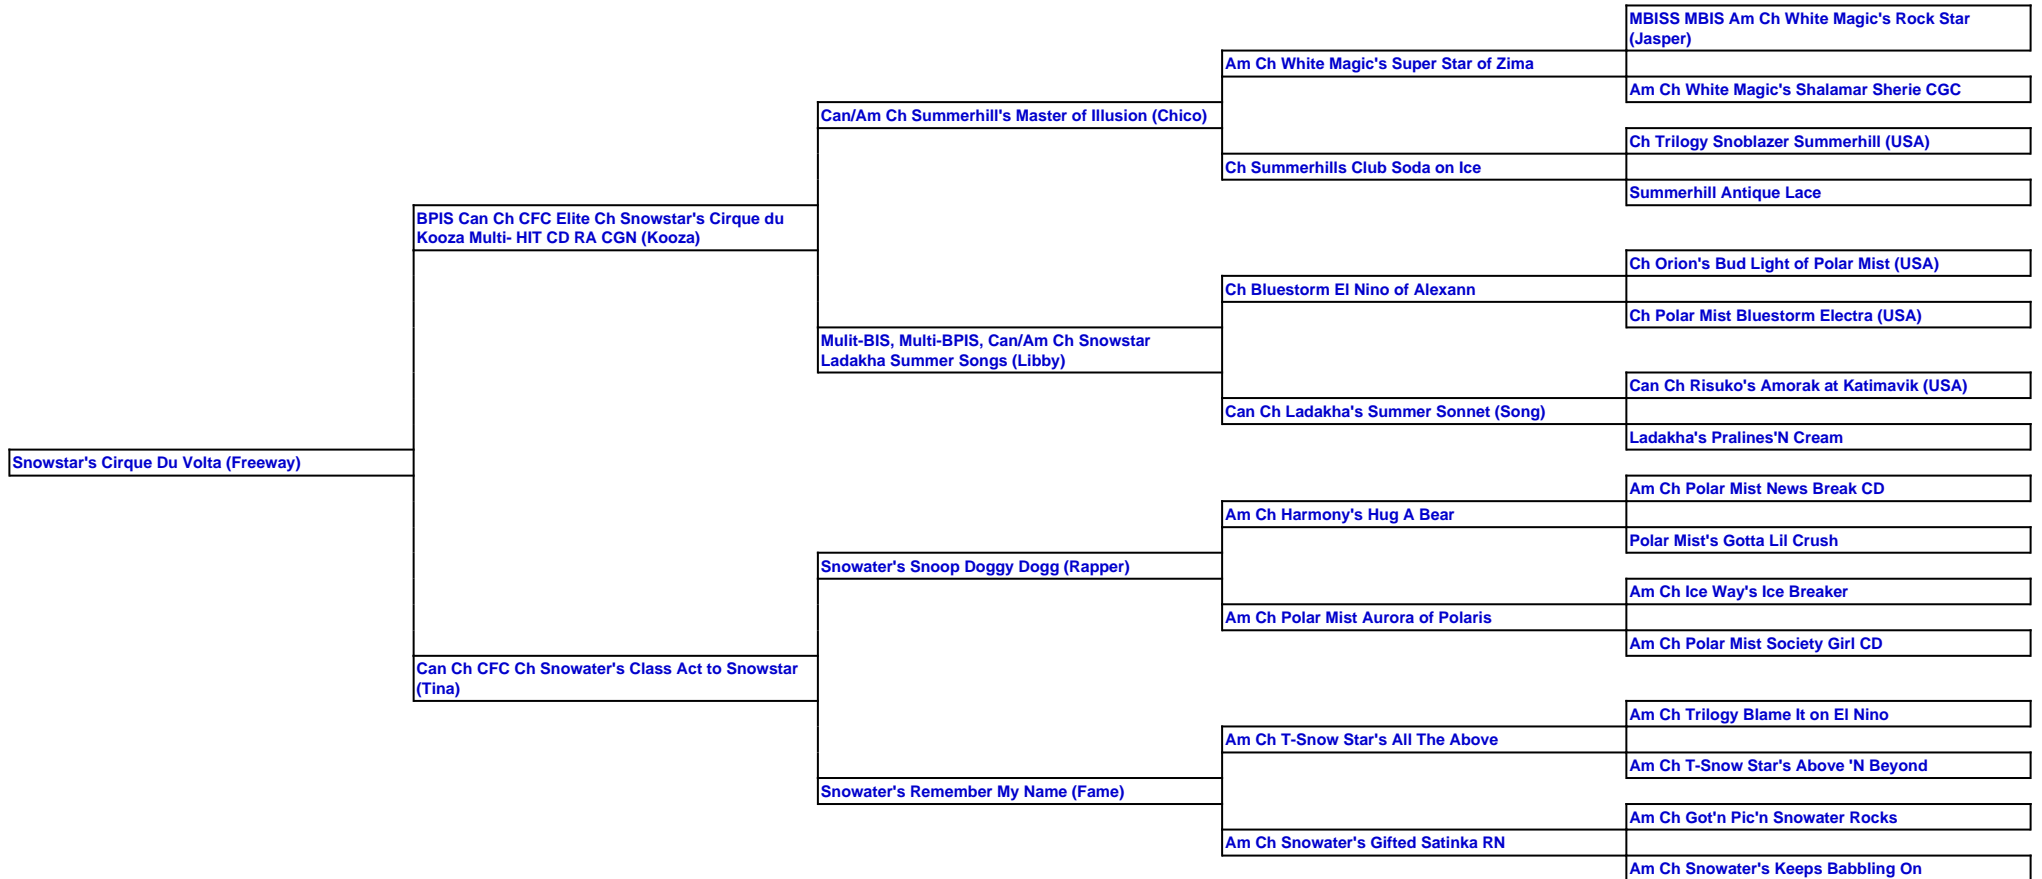 MBISS MBIS Am Ch White Magic's Rock Star
(Jasper)
Am Ch White Magic's Super Star of Zima
Am Ch White Magic's Shalamar Sherie CGC
Can/Am Ch Summerhill's Master of Illusion (Chico)
Ch Trilogy Snoblazer Summerhill (USA)
Ch Summerhills Club Soda on Ice
Summerhill Antique Lace
BPIS Can Ch CFC Elite Ch Snowstar's Cirque du
Kooza Multi- HIT CD RA CGN (Kooza)
Ch Orion's Bud Light of Polar Mist (USA)
Ch Bluestorm El Nino of Alexann
Ch Polar Mist Bluestorm Electra (USA)
Mulit-BIS, Multi-BPIS, Can/Am Ch Snowstar
Ladakha Summer Songs (Libby)
Can Ch Risuko's Amorak at Katimavik (USA)
Can Ch Ladakha's Summer Sonnet (Song)
Ladakha's Pralines'N Cream
Snowstar's Cirque Du Volta (Freeway)
Am Ch Polar Mist News Break CD
Am Ch Harmony's Hug A Bear
Polar Mist's Gotta Lil Crush
Snowater's Snoop Doggy Dogg (Rapper)
Am Ch Ice Way's Ice Breaker
Am Ch Polar Mist Aurora of Polaris
Am Ch Polar Mist Society Girl CD
Can Ch CFC Ch Snowater's Class Act to Snowstar
(Tina)
Am Ch Trilogy Blame It on El Nino
Am Ch T-Snow Star's All The Above
Am Ch T-Snow Star's Above 'N Beyond
Snowater's Remember My Name (Fame)
Am Ch Got'n Pic'n Snowater Rocks
Am Ch Snowater's Gifted Satinka RN
Am Ch Snowater's Keeps Babbling On